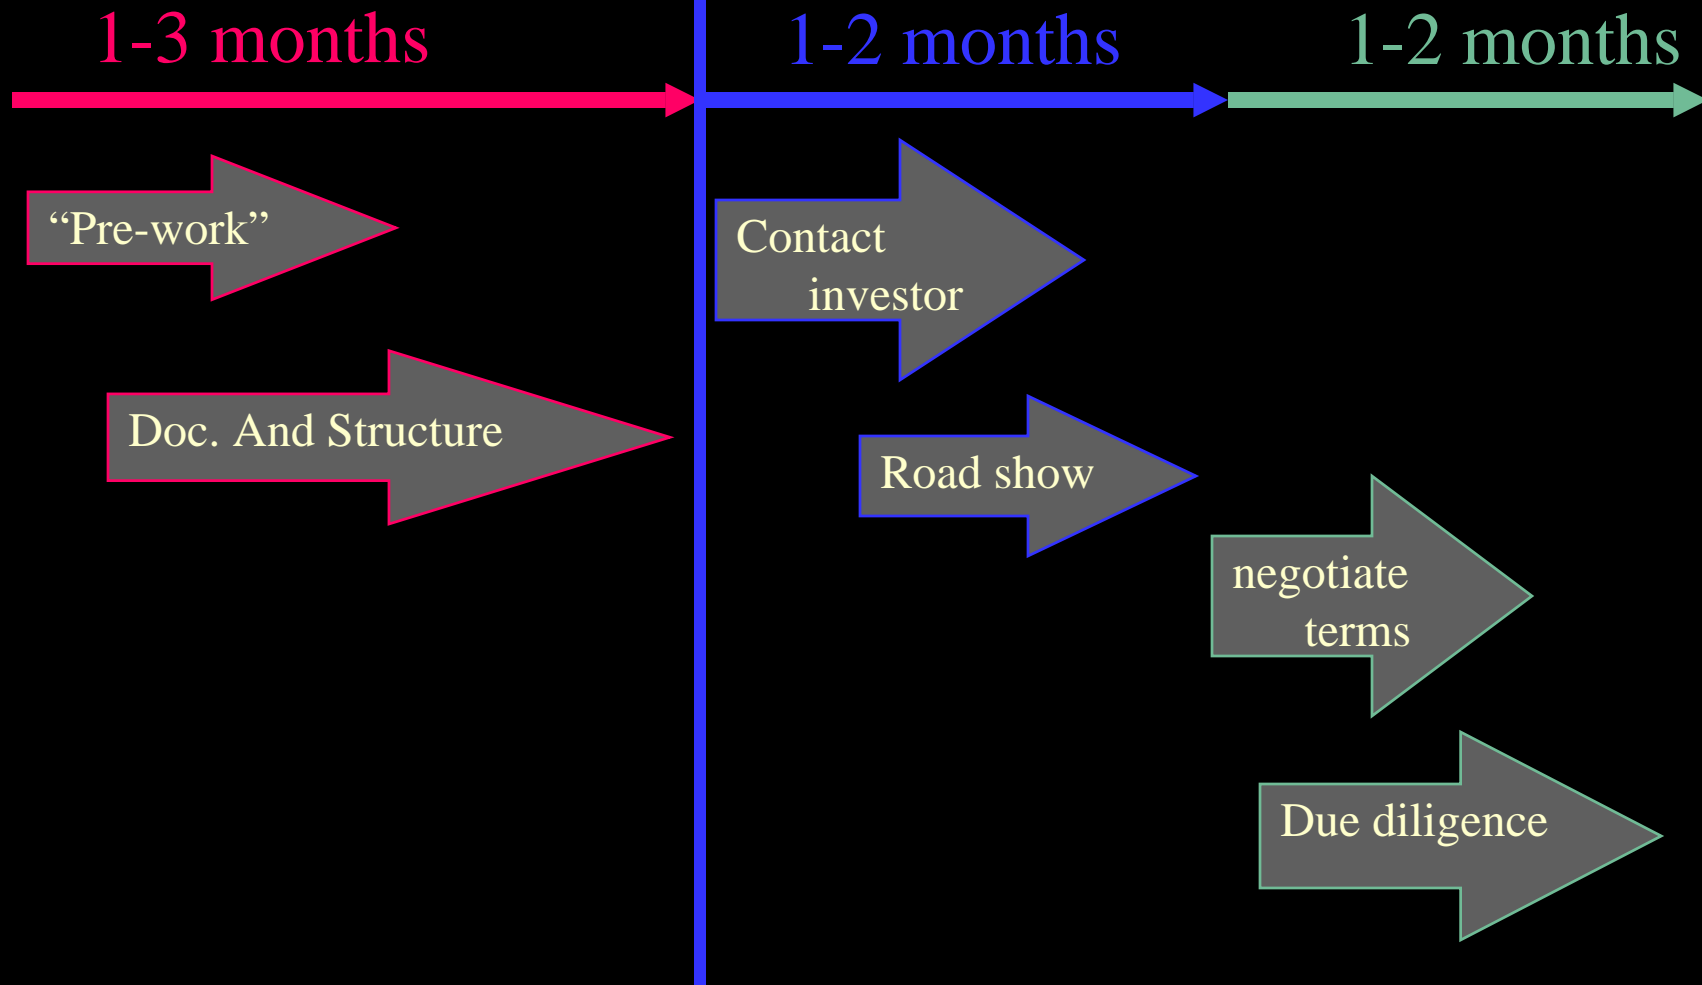 1-3 months
1-2 months
1-2 months
“Pre-work”
Contact
investor
Doc. And Structure
Road show
negotiate
terms
Due diligence